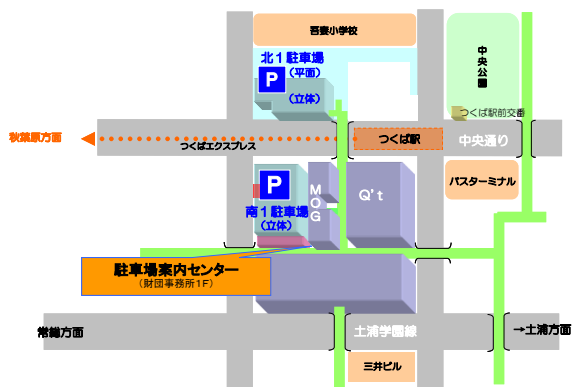 吾妻小学校
北1駐車場
(平面)
P
(立体)
中央公園
つくば駅前交番
秋葉原方面
つくばエクスプレス
つくば駅
中央通り
P
南1駐車場
(立体)
MOG
Q't
バスターミナル
駐車場案内センター
(財団事務所1F)
常総方面
土浦学園線
→土浦方面
三井ビル